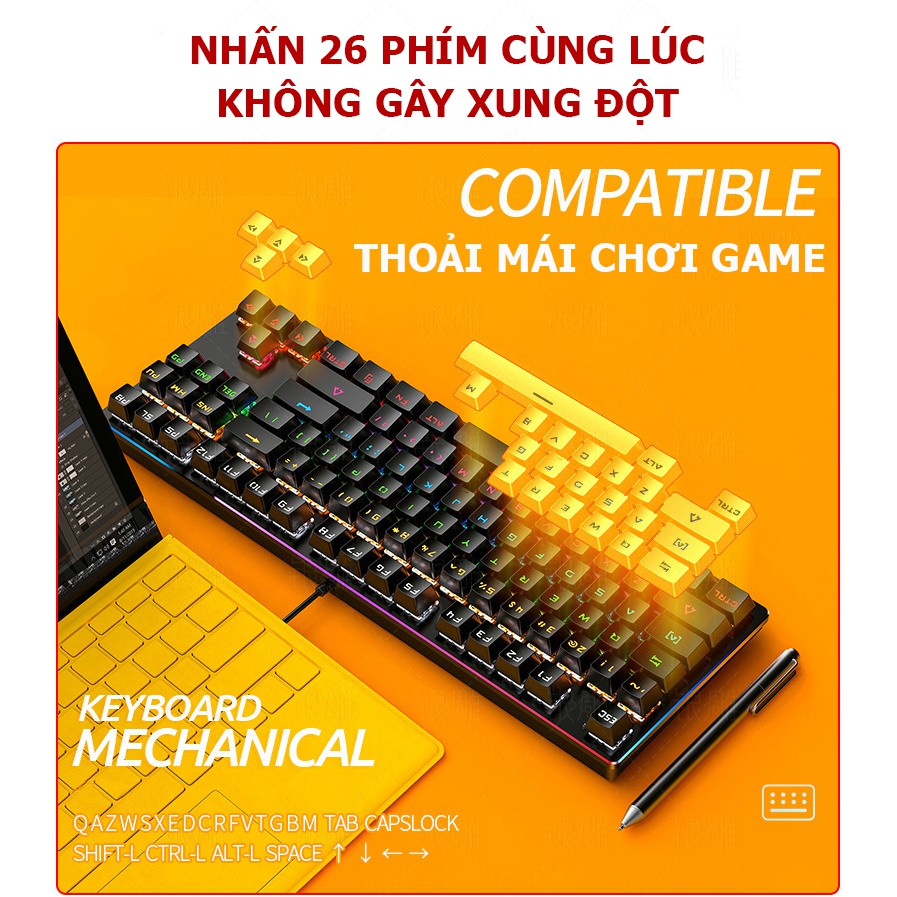 NHẤN 26 PHÍM CÙNG LÚC
KHÔNG GÂY XUNG ĐỘT
COMPATIBLE
THOẢI MÁI CHƠI GAME
KEYBOARD
MECHANICAL
QAZWSXEDCRFVTGBM TAB CAPSLOCK
SHIFT-L CTRL-L ALT-L SPACE ↑ ↓ ← →